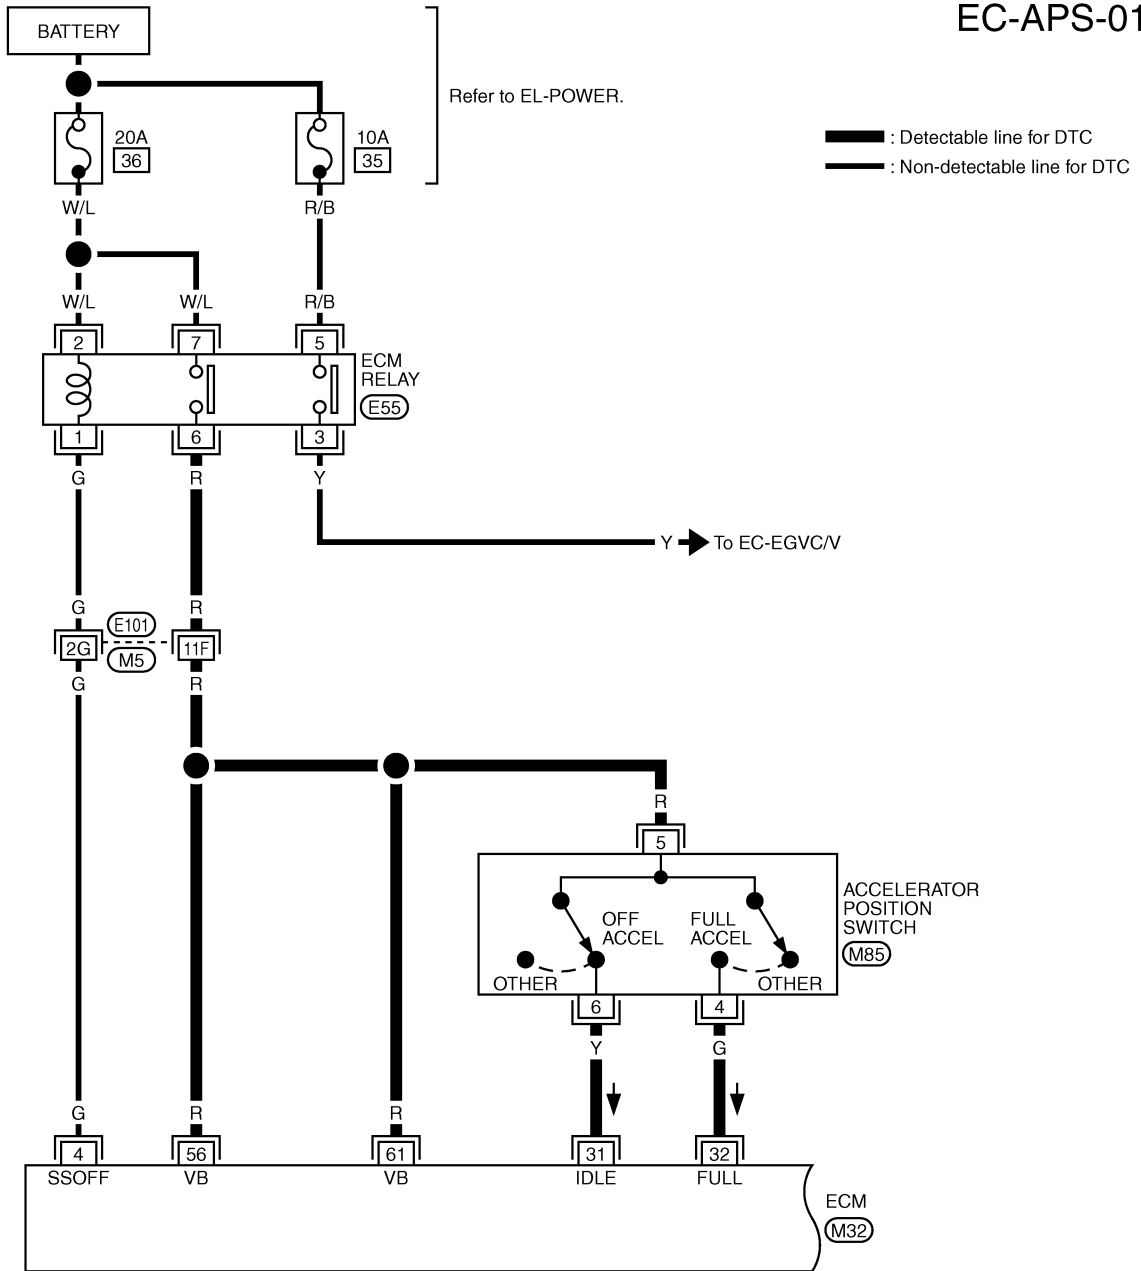 EC-APS-01
BATTERY
Refer to EL-POWER.
20A
36
10A
35
: Detectable line for DTC
: Non-detectable line for DTC
W/L
R/B
W/L
W/L
R/B
2
7
5
ECM
RELAY
E55
1
6
3
G
R
Y
Y
To EC-EGVC/V
G
R
E101
2G
11F
M5
G
R
R
5
ACCELERATOR
POSITION
SWITCH
M85
OFF
ACCEL
FULL
ACCEL
OTHER
OTHER
6
4
Y
G
G
R
R
4
56
61
31
32
SSOFF
VB
VB
IDLE
FULL
ECM
M32